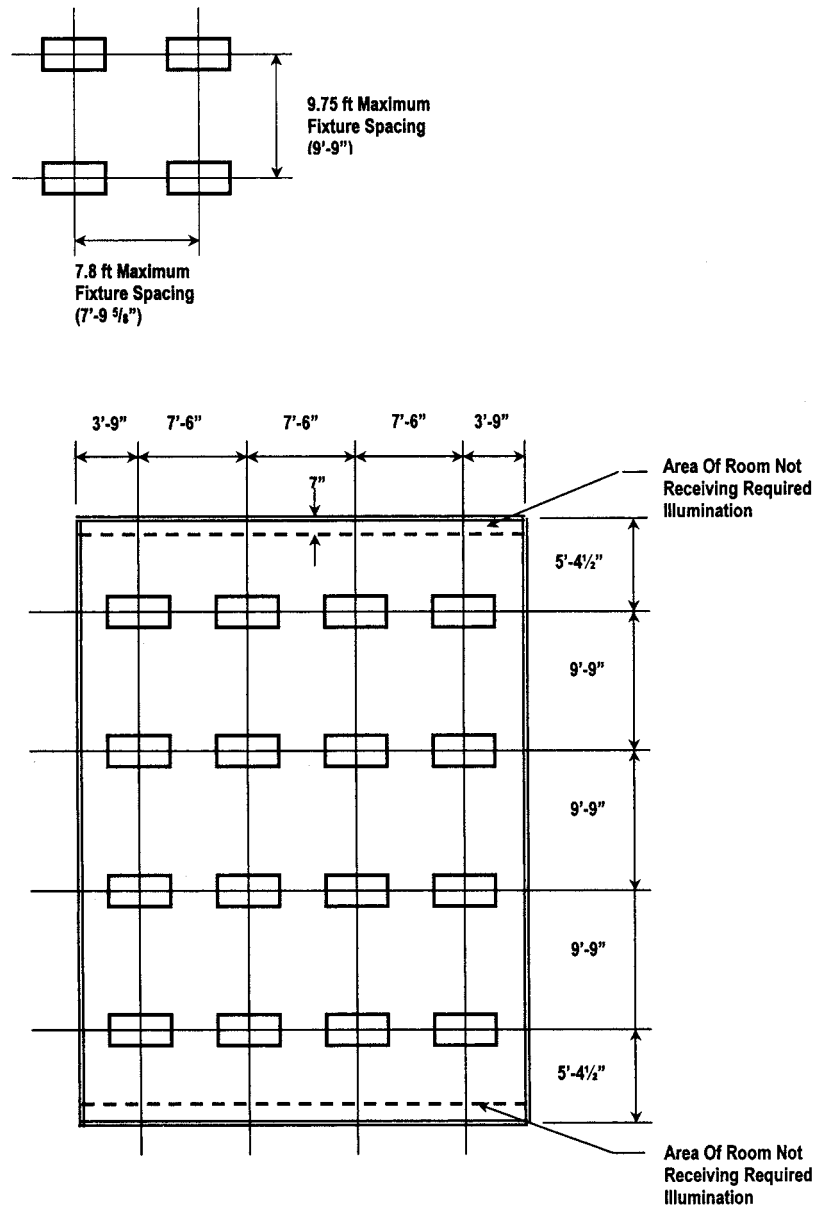 9.75 ft Maximum
Fixture Spacing
(9'-9")
7.8 ft Maximum
Fixture Spacing
(7'-9 5/8")
3'-9" 7'-6" 7'-6" 7'-6" 3'-9"
7"
Area Of Room Not
Receiving Required
Illumination
5'-4½"
9'-9"
9'-9"
9'-9"
5'-4½"
Area Of Room Not
Receiving Required
Illumination